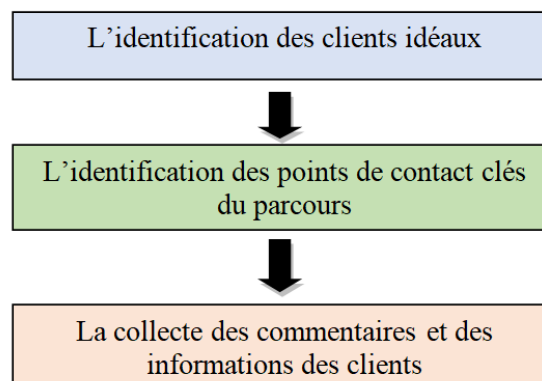 L’identification des clients idéaux
L’identification des points de contact clés
du parcours
La collecte des commentaires et des
informations des clients